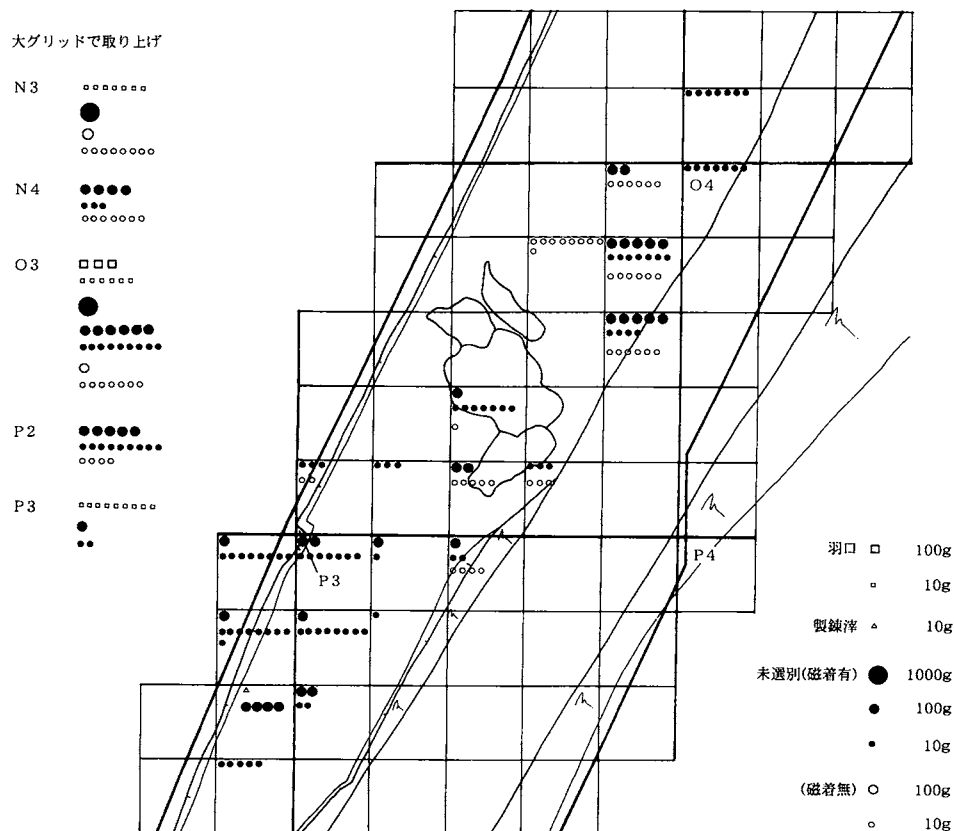 大グリッドで取り上げ
N3
N4
O3
P2
P3
O4
P3
P4
羽口 □ 100g
□ 10g
製錬滓 △ 10g
未選別(磁着有) ● 1000g
● 100g
● 10g
(磁着無) ○ 100g
○ 10g